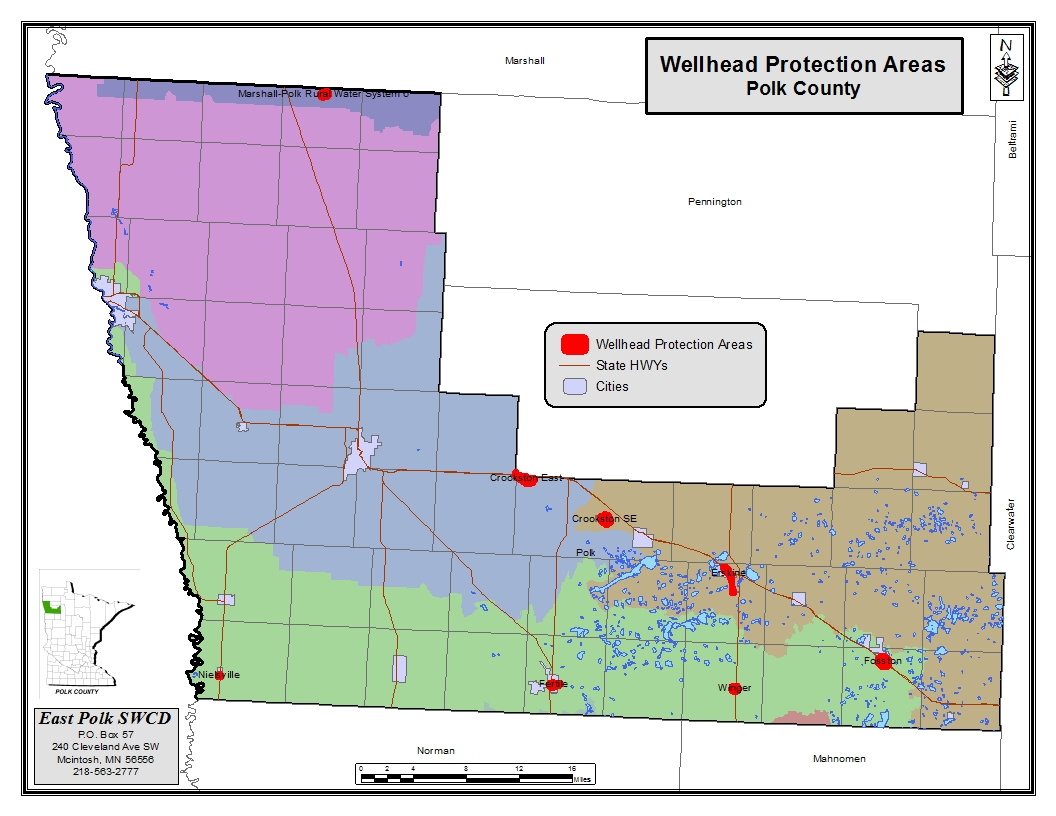 Marshall
Wellhead Protection Areas
Polk County
N
Beltrami
Marshall-Polk Rural Water System C
Pennington
Wellhead Protection Areas
State HWYs
Cities
Crookston East
Crookston SE
Clearwater
Polk
Erskine
Fosston
Nielsville
Fertile
Winger
POLK COUNTY
East Polk SWCD
P.O. Box 57
240 Cleveland Ave SW
Mcintosh, MN 56556
218-563-2777
Norman
Mahnomen
0 2 4 8 12 16
Miles